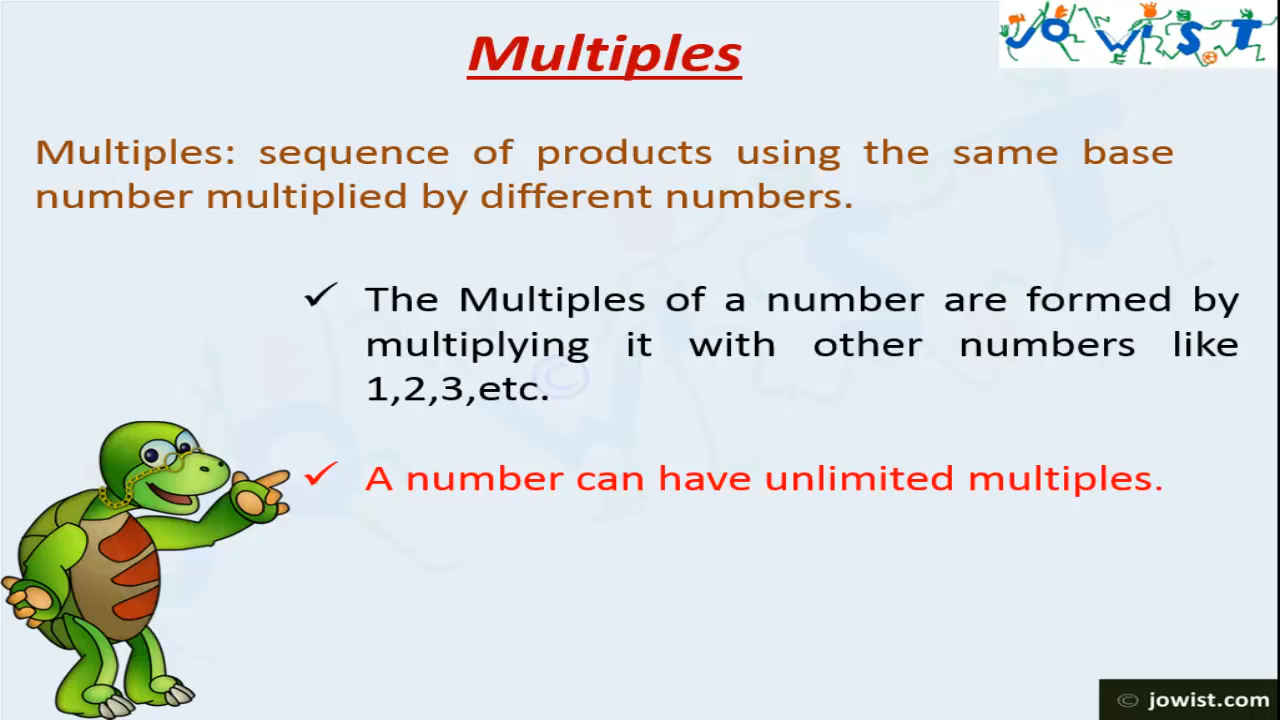 Multiples
JOWIST
Multiples: sequence of products using the same base
number multiplied by different numbers.
✓ The Multiples of a number are formed by
multiplying it with other numbers like
1,2,3,etc.
✓ A number can have unlimited multiples.
© jowist.com